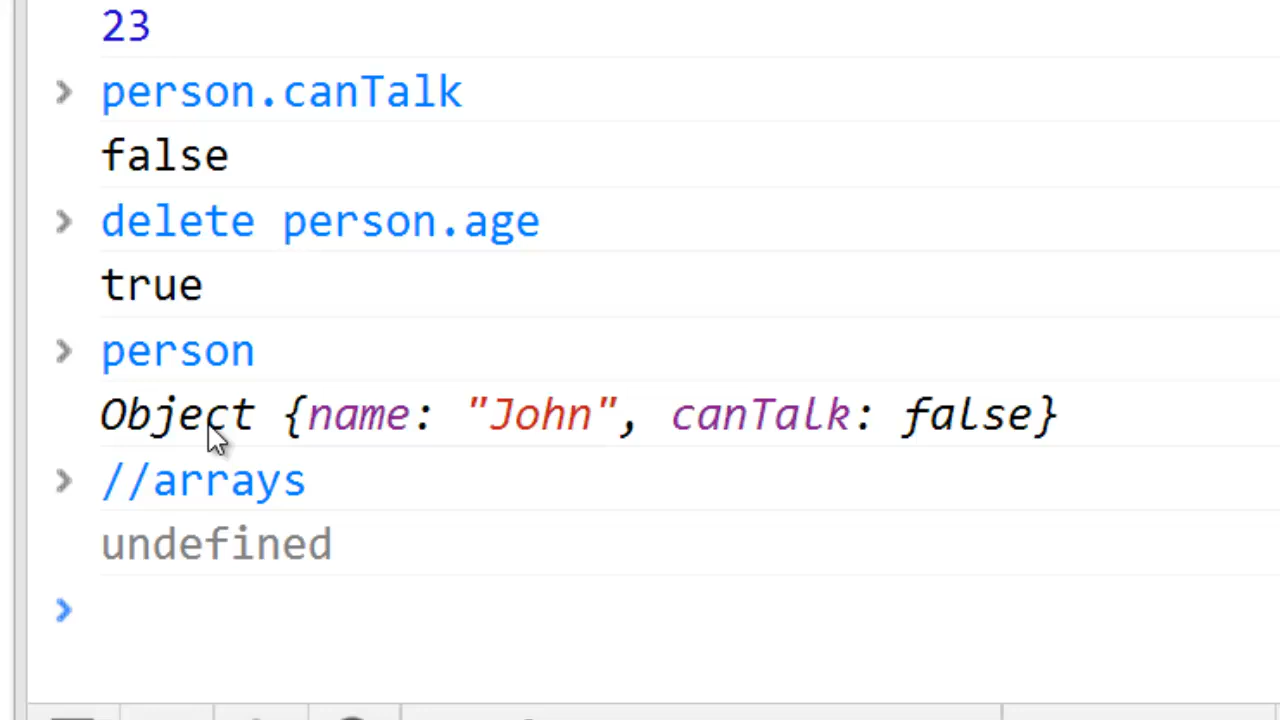 23
person.canTalk
false
delete person.age
true
person
Object {name: "John", canTalk: false}
//arrays
undefined